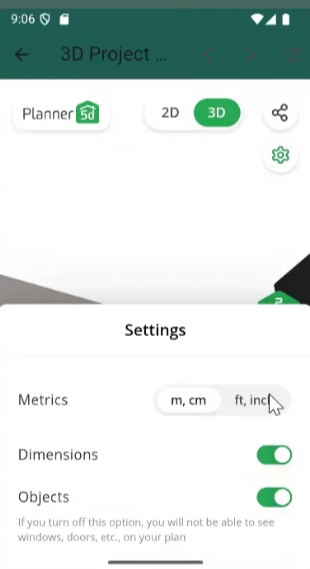 9:06
3D Project ...
Planner 5d
2D 3D
Settings
Metrics
m, cm
ft, inc
Dimensions
Objects
If you turn off this option, you will not be able to see
windows, doors, etc., on your plan